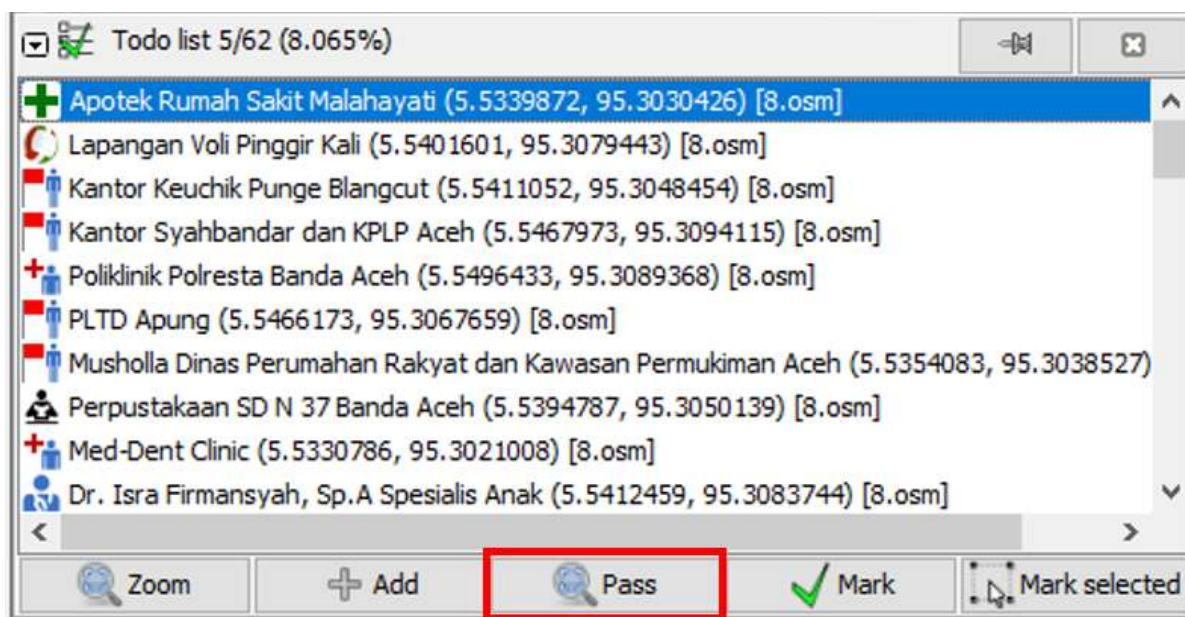 Todo list 5/62 (8.065%)
Apotek Rumah Sakit Malahayati (5.5339872, 95.3030426) [8.osm]
Lapangan Voli Pinggir Kali (5.5401601, 95.3079443) [8.osm]
Kantor Keuchik Punge Blangcut (5.5411052, 95.3048454) [8.osm]
Kantor Syahbandar dan KPLP Aceh (5.5467973, 95.3094115) [8.osm]
Poliklinik Polresta Banda Aceh (5.5496433, 95.3089368) [8.osm]
PLTD Apung (5.5466173, 95.3067659) [8.osm]
Musholla Dinas Perumahan Rakyat dan Kawasan Permukiman Aceh (5.5354083, 95.3038527)
Perpustakaan SD N 37 Banda Aceh (5.5394787, 95.3050139) [8.osm]
Med-Dent Clinic (5.5330786, 95.3021008) [8.osm]
Dr. Isra Firmansyah, Sp.A Spesialis Anak (5.5412459, 95.3083744) [8.osm]
Zoom Add Pass Mark Mark selected